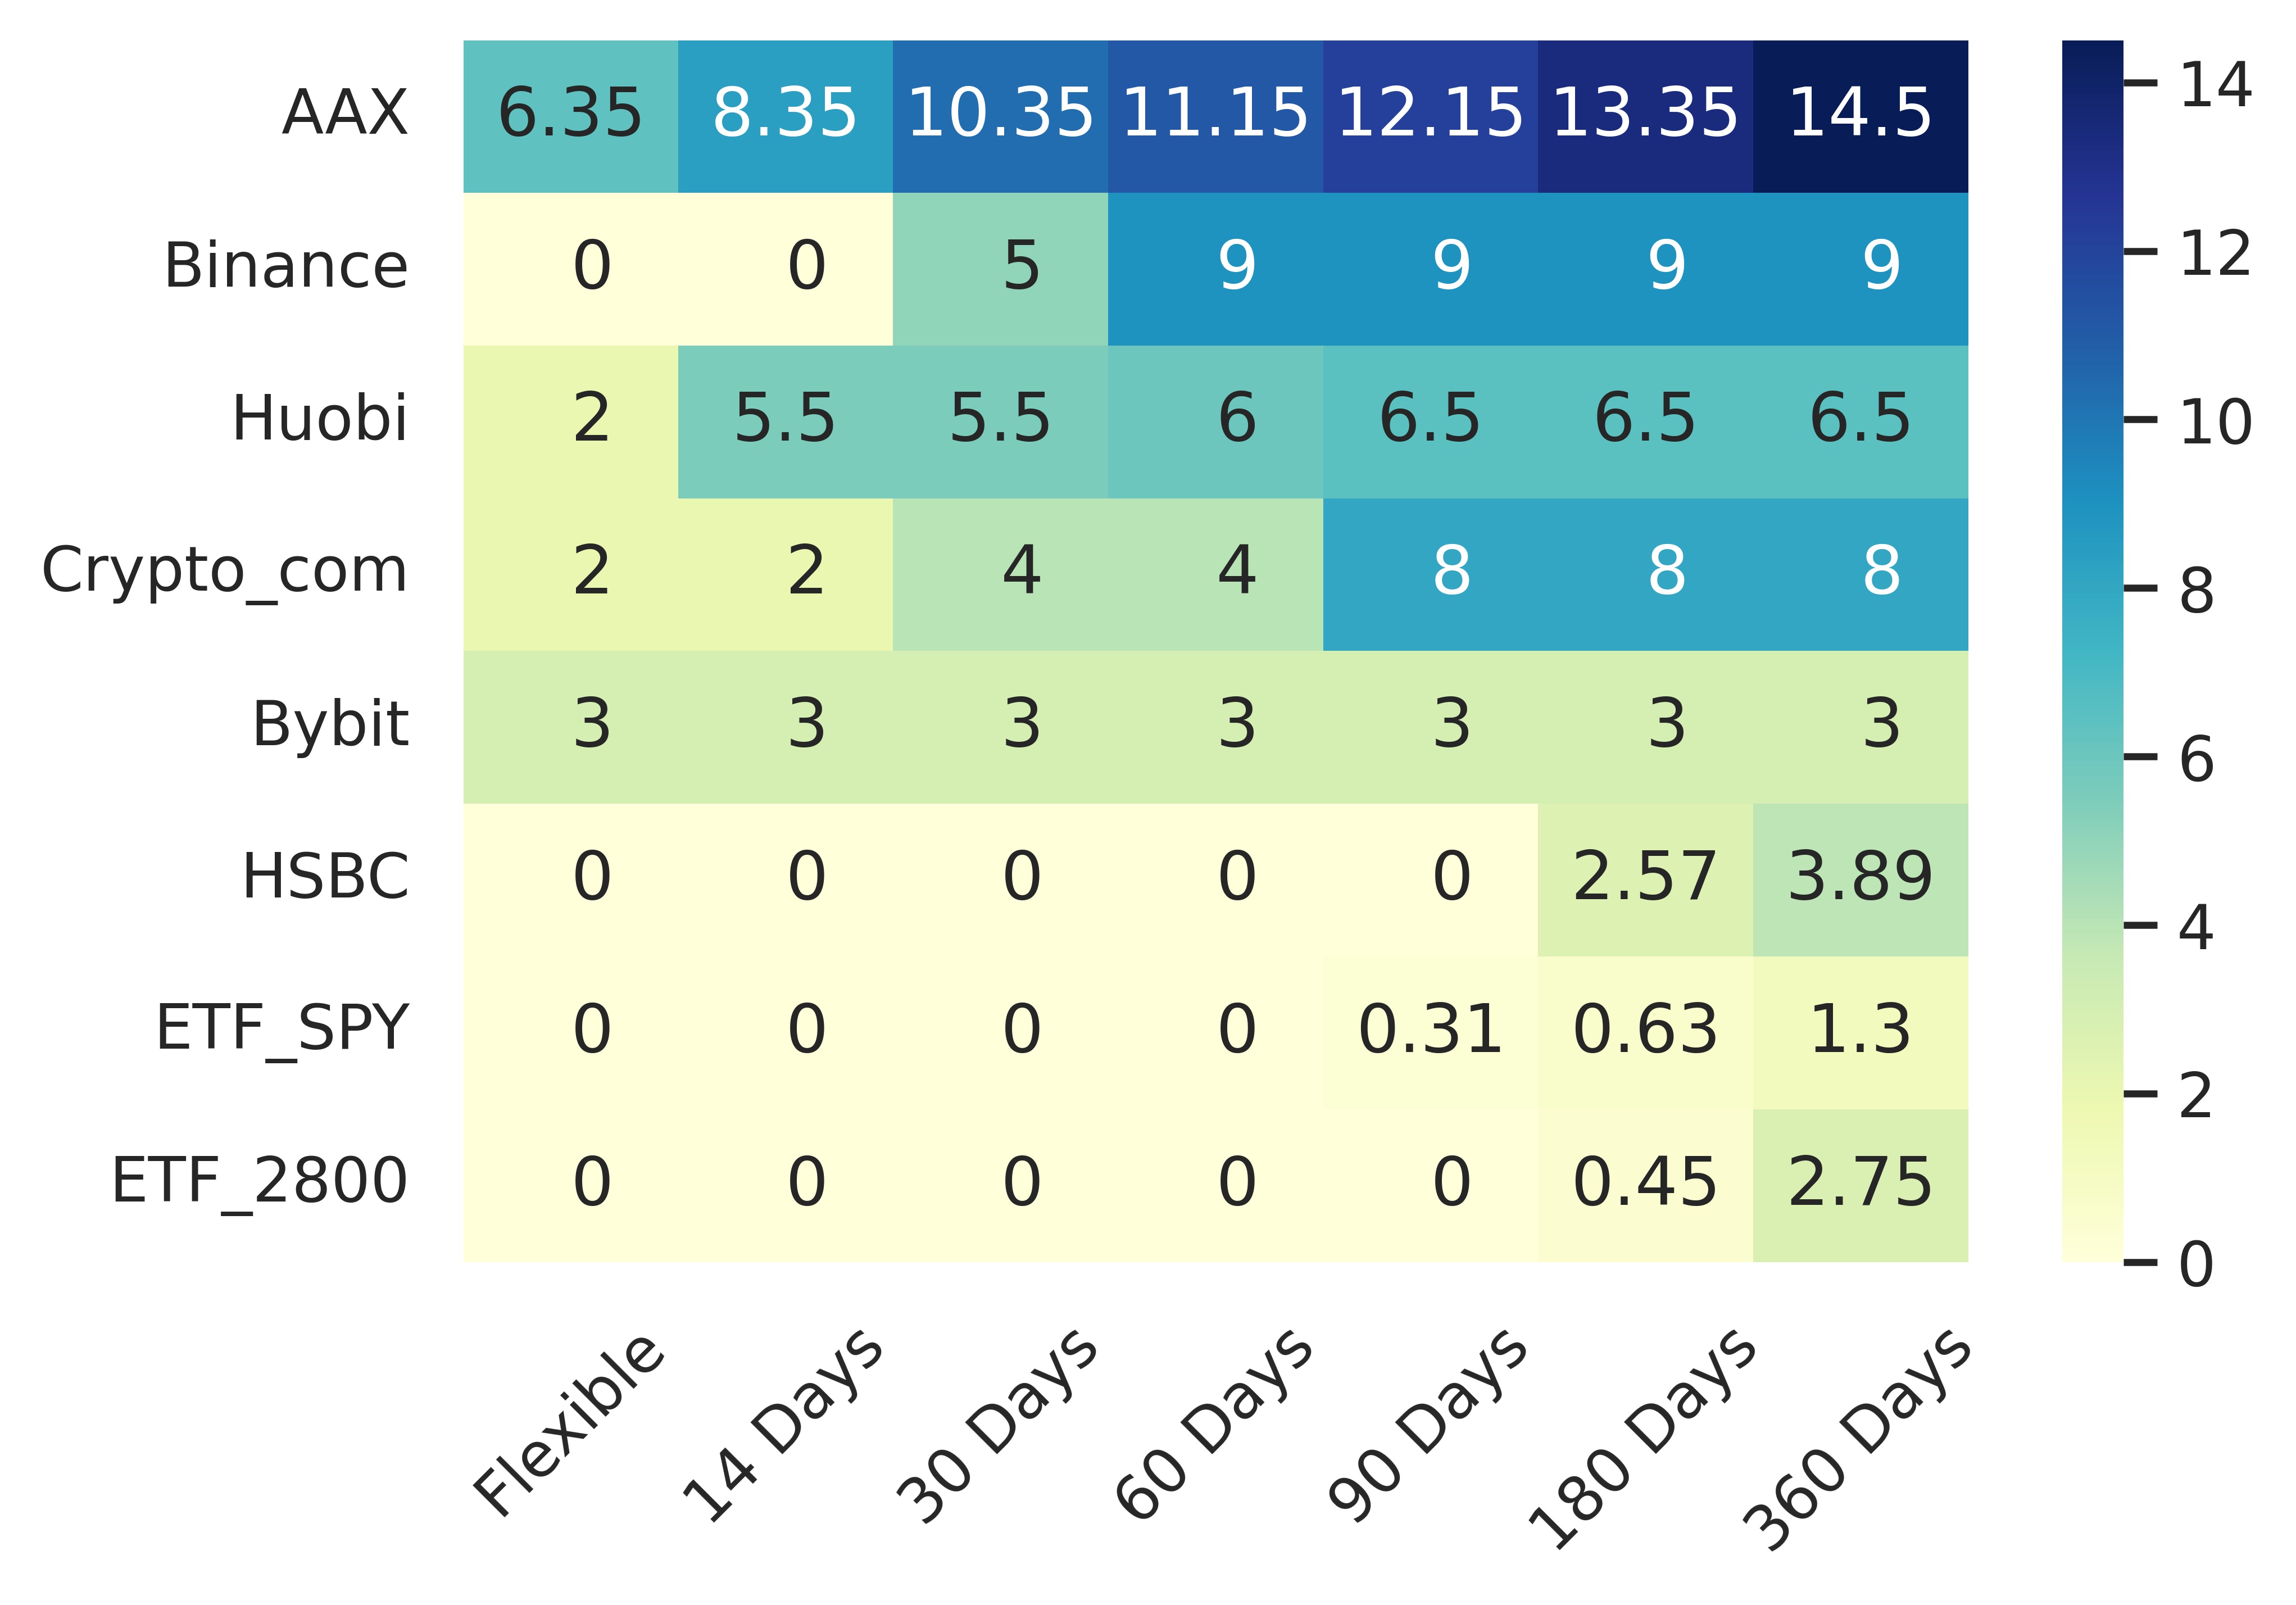 AAX 6.35 8.35 10.35 11.15 12.15 13.35 14.5
Binance 0 0 5 9 9 9 9
Huobi 2 5.5 5.5 6 6.5 6.5 6.5
Crypto_com 2 2 4 4 8 8 8
Bybit 3 3 3 3 3 3 3
HSBC 0 0 0 0 0 2.57 3.89
ETF_SPY 0 0 0 0 0.31 0.63 1.3
ETF_2800 0 0 0 0 0 0.45 2.75
Flexible
14 Days
30 Days
60 Days
90 Days
180 Days
360 Days
14
12
10
8
6
4
2
0